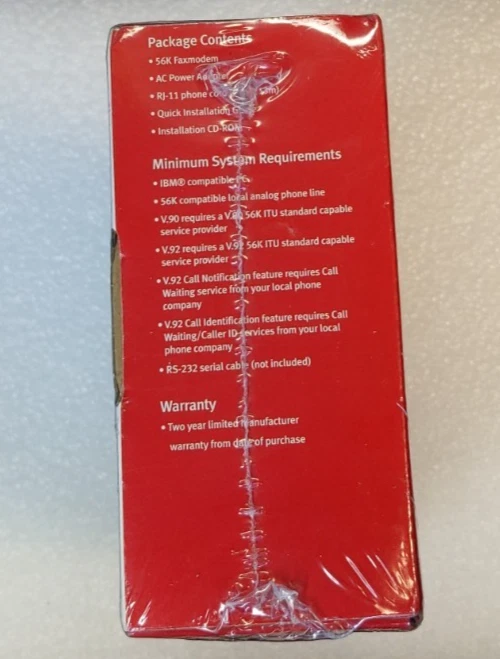 Package Contents
• 56K Faxmodem
• AC Power Adapter
• RJ-11 phone
• Quick Installation
• Installation CD-ROM
Minimum System Requirements
• IBM® compatible
• 56K compatible local analog phone line
• V.90 requires a V.90 56K ITU standard capable
service provider
• V.92 requires a V.92 56K ITU standard capable
service provider
• V.92 Call Notification feature requires Call
Waiting service from your local phone
company
• V.92 Call Identification feature requires Call
Waiting/Caller ID services from your local
phone company
• RS-232 serial cable (not included)
Warranty
• Two year limited manufacturer
warranty from date of purchase